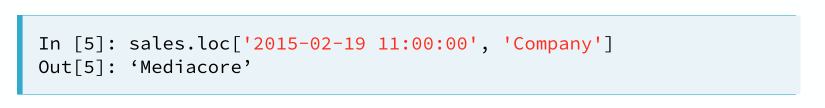 In [5]: sales.loc['2015-02-19 11:00:00', 'Company']
Out[5]: ‘Mediacore’